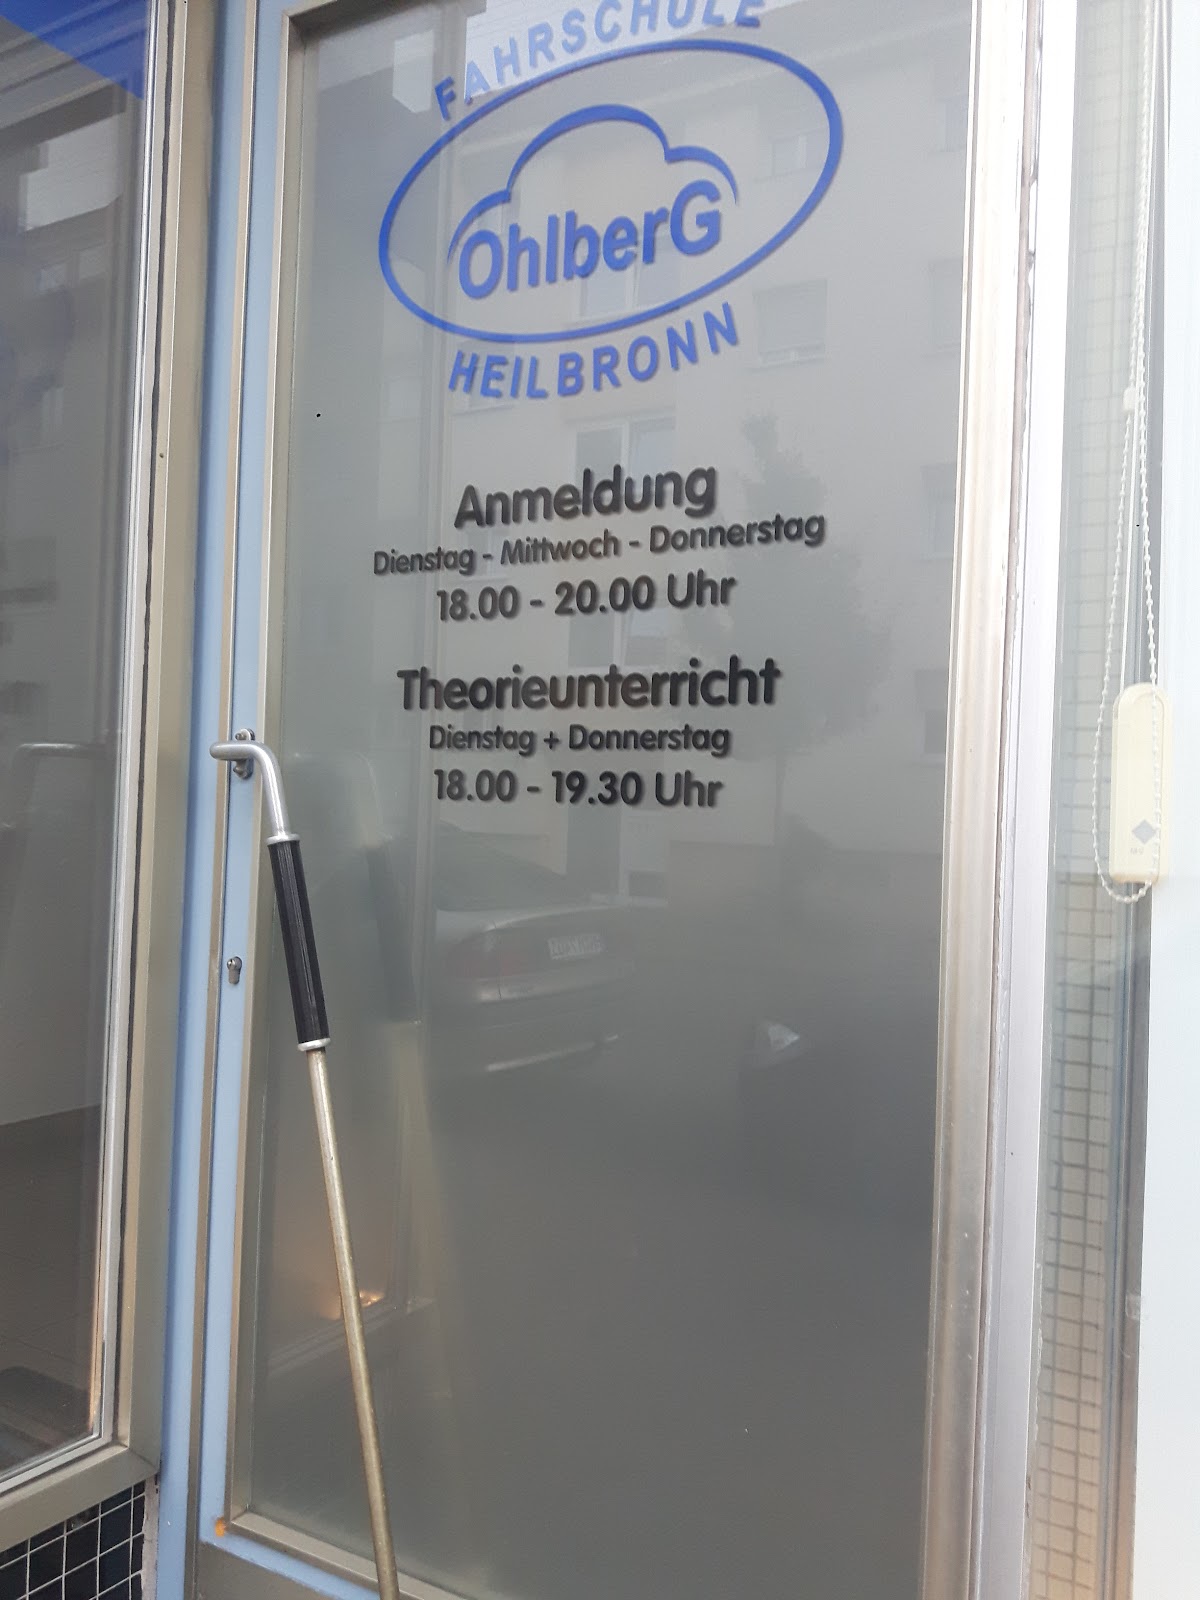 FAHRSCHULE
OhlberG
HEILBRONN
Anmeldung
Dienstag - Mittwoch - Donnerstag
18.00 - 20.00 Uhr
Theorieunterricht
Dienstag + Donnerstag
18.00 - 19.30 Uhr